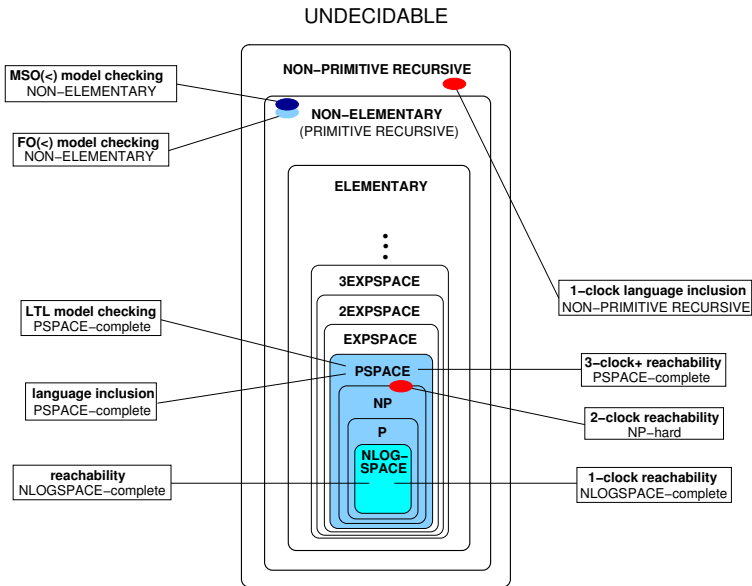 UNDECIDABLE
NON−PRIMITIVE RECURSIVE
MSO(<) model checking
NON−ELEMENTARY
NON−ELEMENTARY
(PRIMITIVE RECURSIVE)
FO(<) model checking
NON−ELEMENTARY
ELEMENTARY
3EXPSPACE
1−clock language inclusion
NON−PRIMITIVE RECURSIVE
2EXPSPACE
LTL model checking
PSPACE−complete
EXPSPACE
PSPACE
3−clock+ reachability
PSPACE−complete
language inclusion
PSPACE−complete
NP
2−clock reachability
NP−hard
P
NLOG−
SPACE
reachability
NLOGSPACE−complete
1−clock reachability
NLOGSPACE−complete